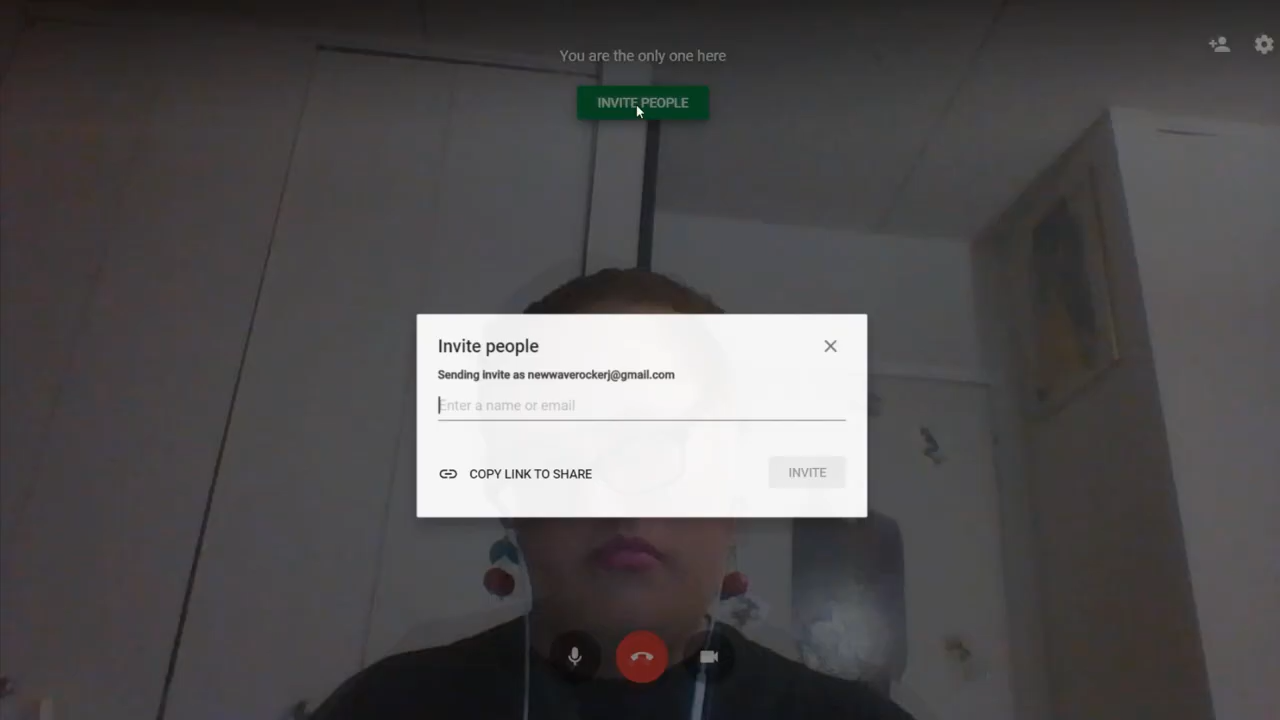 You are the only one here
INVITE PEOPLE
Invite people
Sending invite as newwaverockerj@gmail.com
Enter a name or email
COPY LINK TO SHARE
INVITE